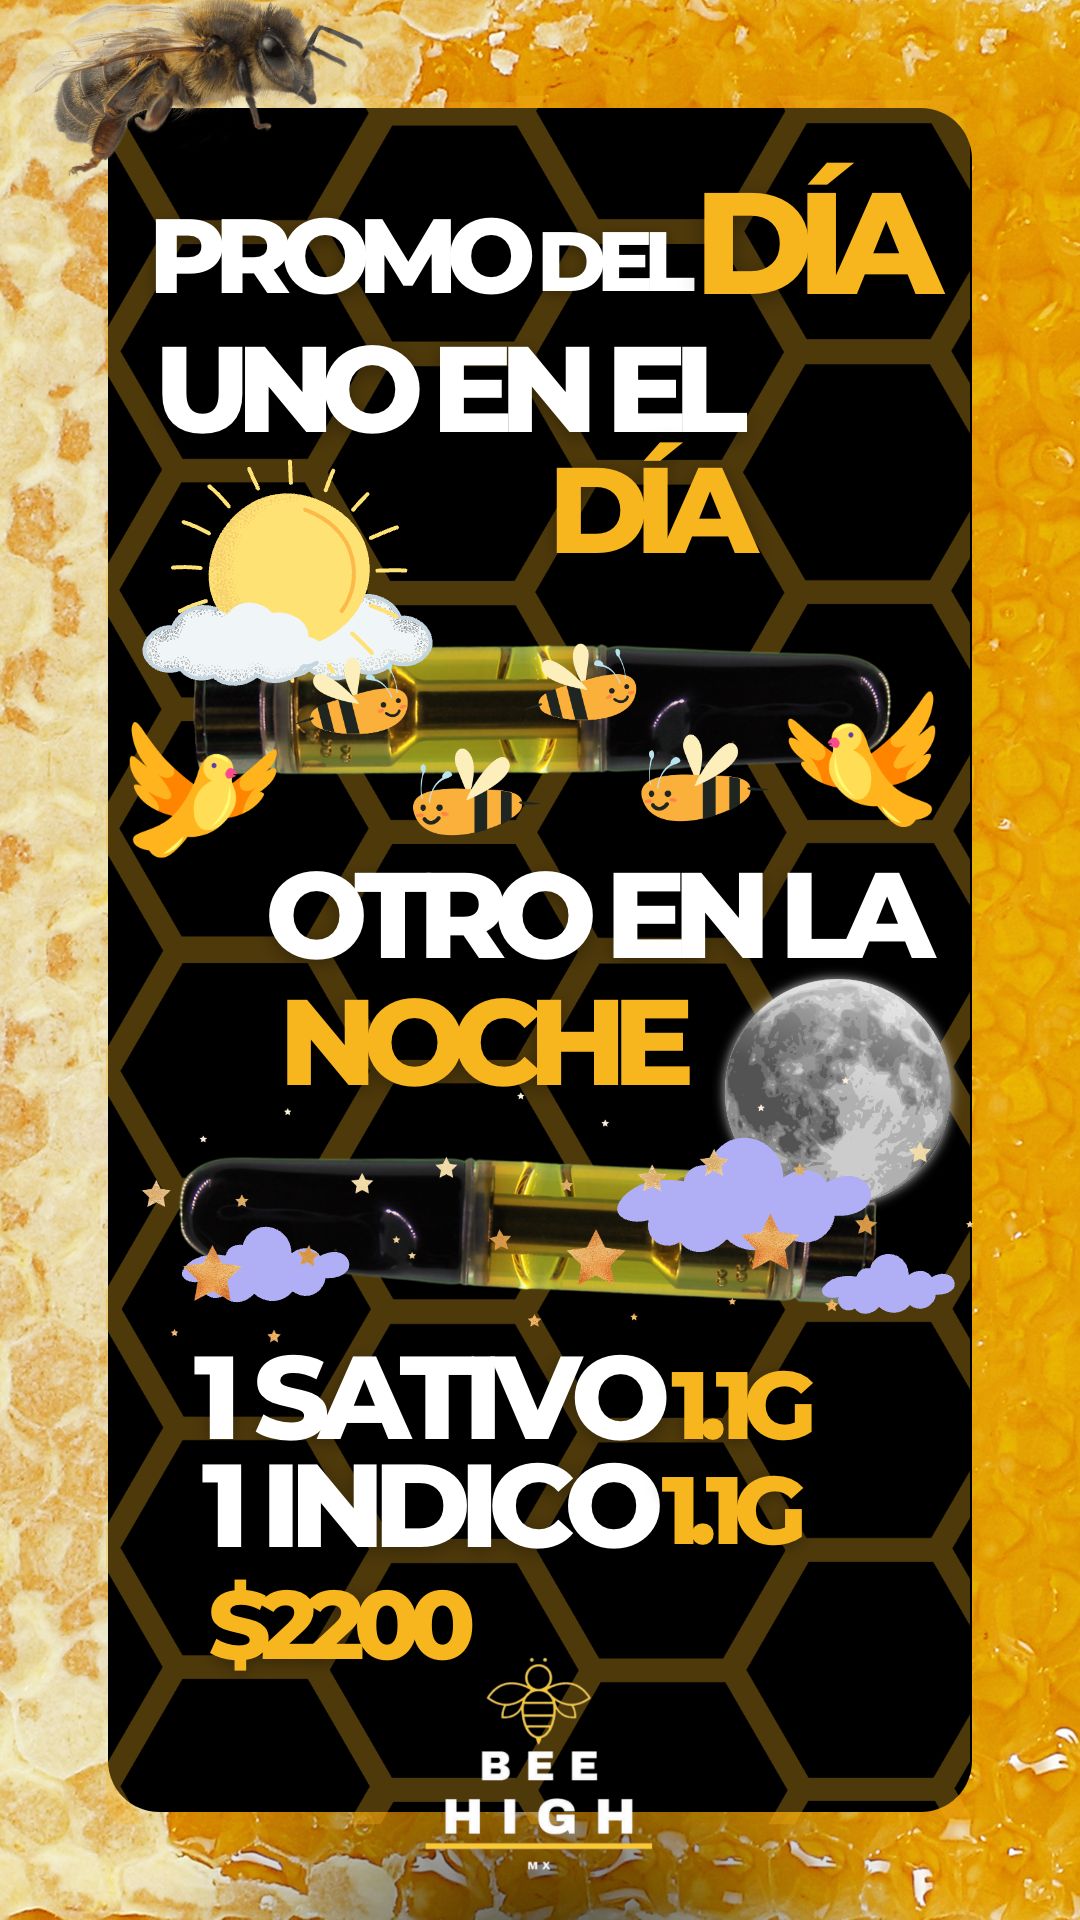 PROMO DEL DÍA
UNO EN EL
DÍA
OTRO EN LA
NOCHE
1 SATIVO 1.1G
1 INDICO 1.1G
$2200
BEE
HIGH
MX